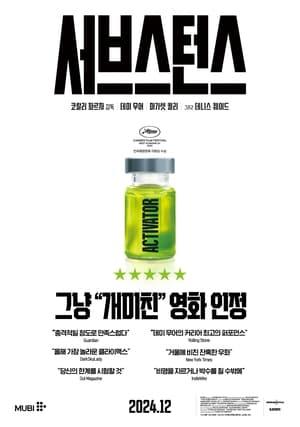 서브스턴스
코랄리 파르쟈 감독 데미 무어 마가렛 퀄리 그리고 데니스 퀘이드
ACTIVATOR
그냥 “개미친” 영화 인정
“충격적일 정도로 만족스럽다”
Guardian
“데미 무어의 커리어 최고의 퍼포먼스”
Rolling Stone
“올해 가장 놀라운 클라이맥스”
DarkSkyLady
“거울에 비친 잔혹한 우화”
New York Times
“당신의 한계를 시험할 것”
Out Magazine
“비명을 지르거나 박수를 칠 수밖에”
IndieWire
MUBI
2024.12